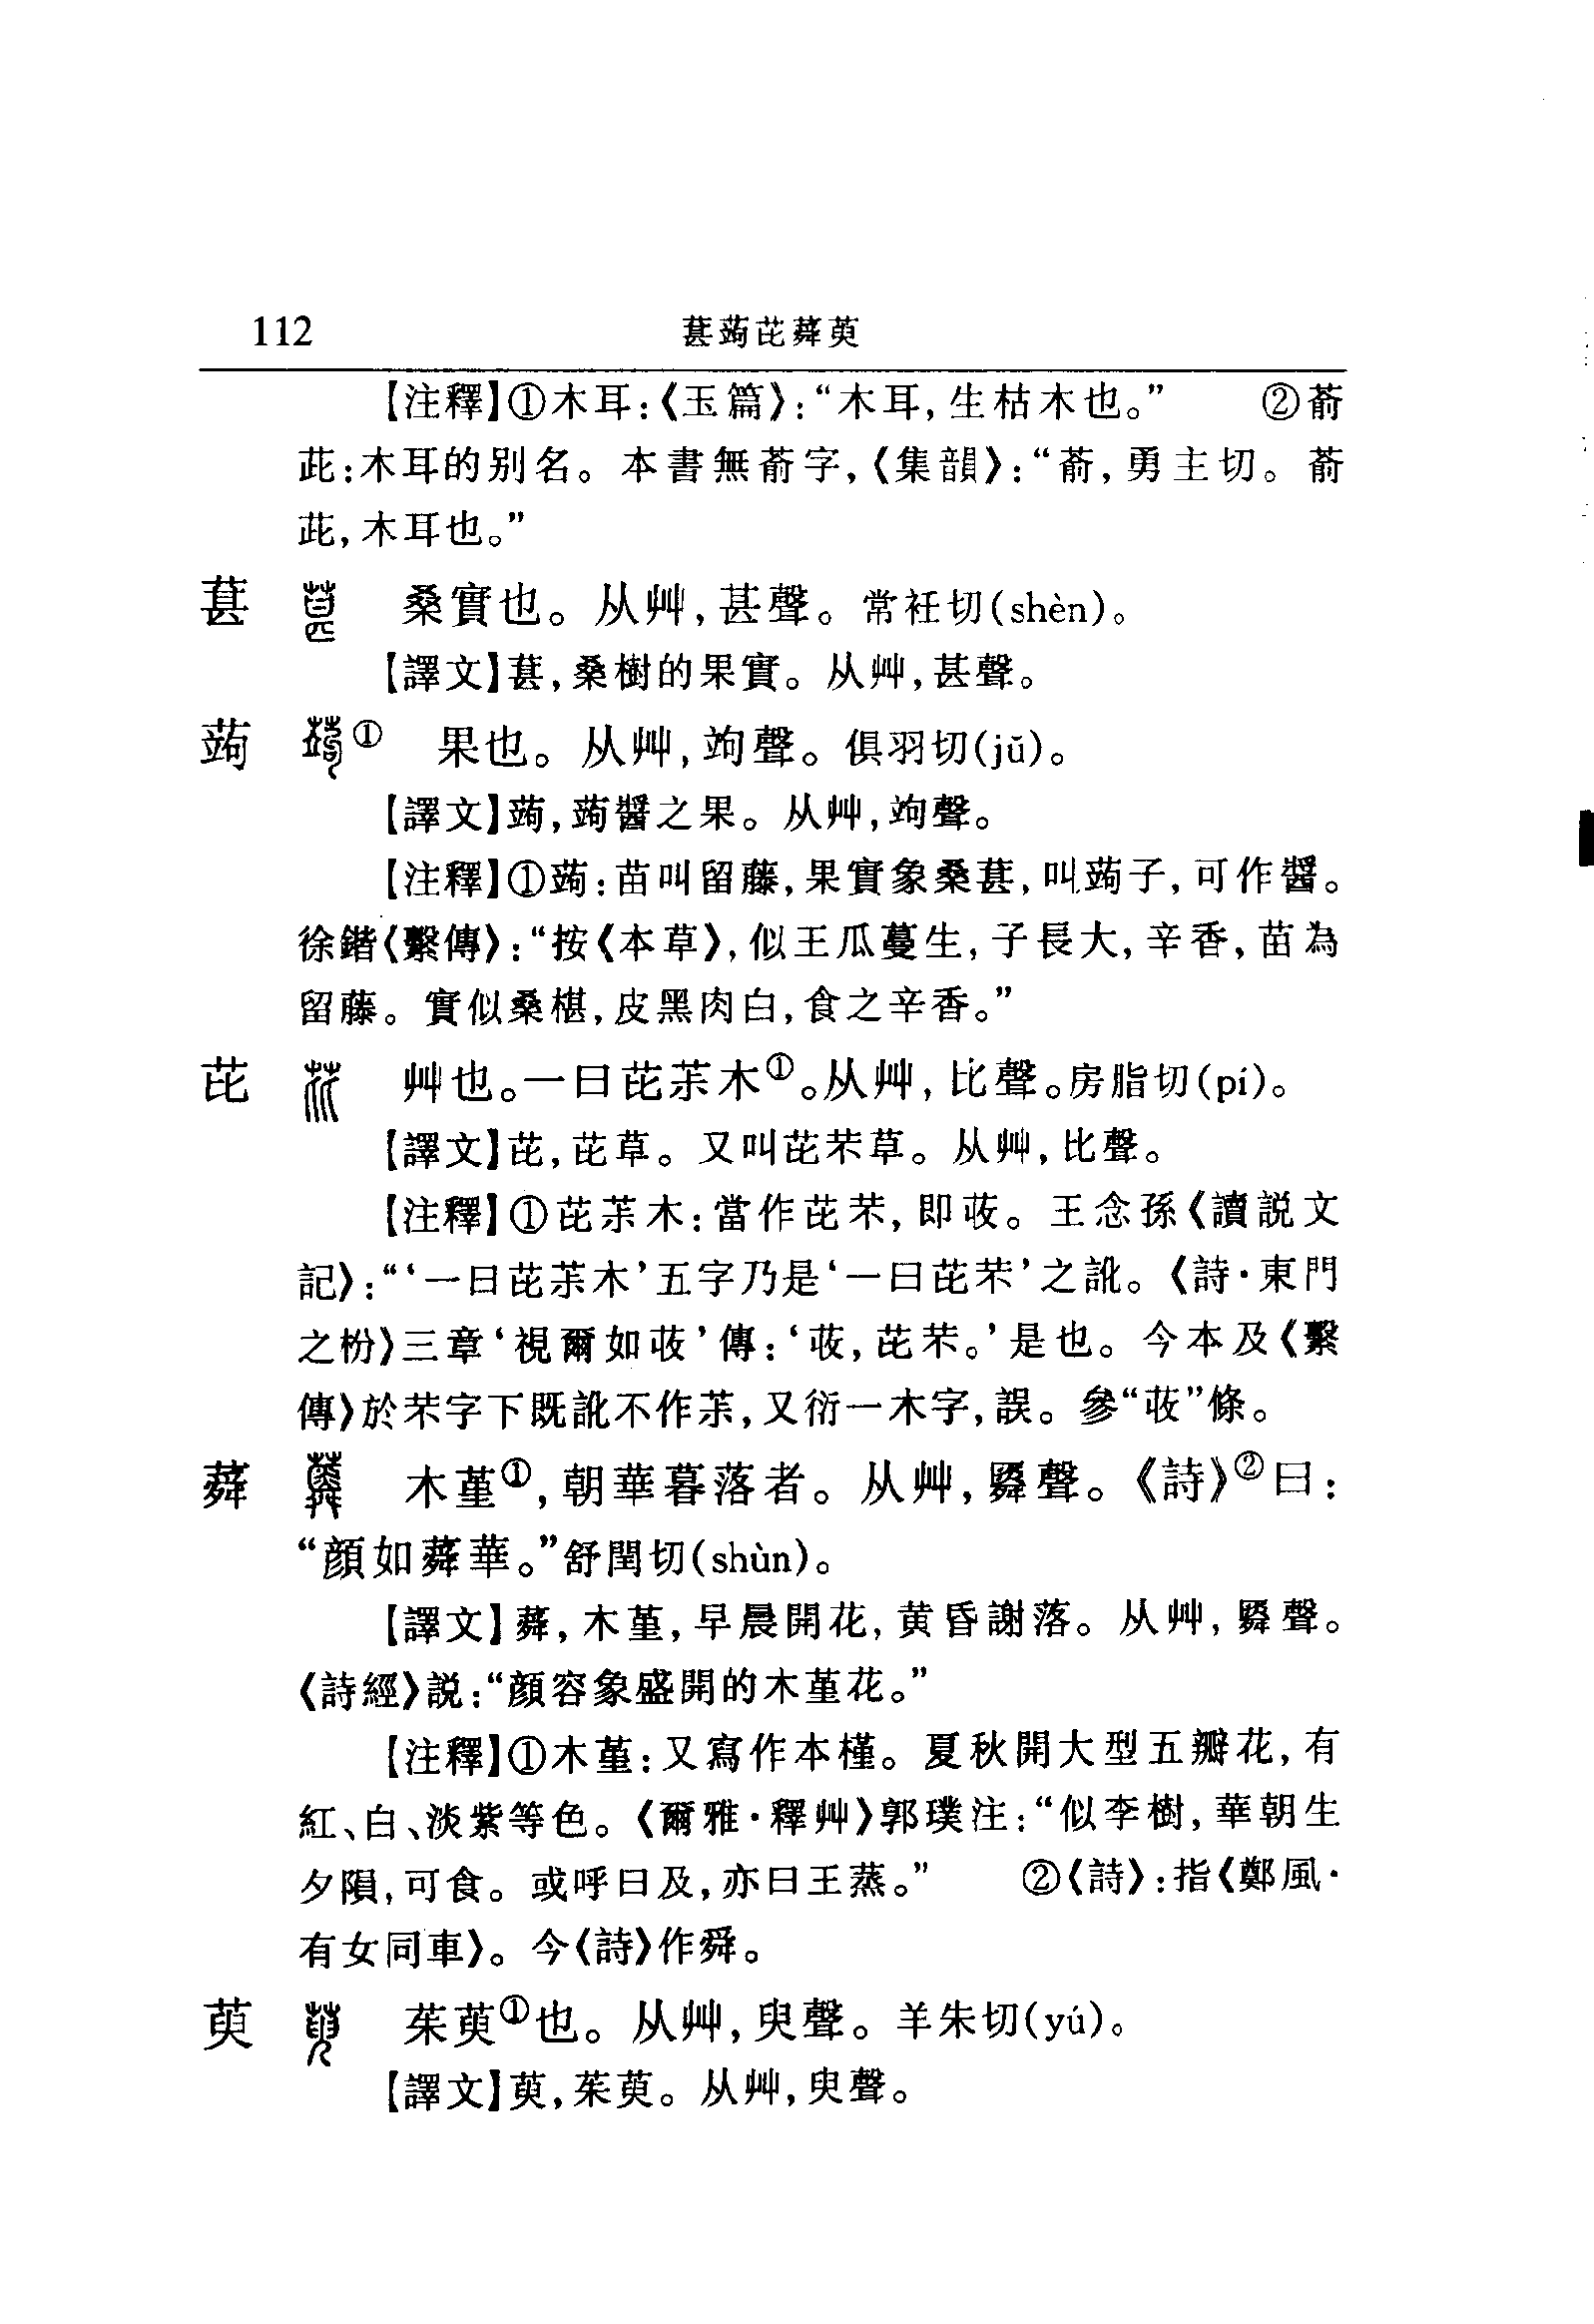 112 葚蒟芘蕣萸
【注釋】①木耳:《玉篇》:“木耳,生枯木也。” ②蕍
茈:木耳的别名。本書無蕍字,《集韻》:“蕍,勇主切。蕍
茈,木耳也。”
葚 桑實也。从艸,甚聲。常衽切(shèn)。
【譯文】葚,桑樹的果實。从艸,甚聲。
蒟① 果也。从艸,竘聲。俱羽切(jǔ)。
【譯文】蒟,蒟醬之果。从艸,竘聲。
【注釋】①蒟:苗叫留藤,果實象桑葚,叫蒟子,可作醬。
徐鍇《繫傳》:“按《本草》,似王瓜蔓生,子長大,辛香,苗為
留藤。實似桑椹,皮黑肉白,食之辛香。”
芘 艸也。一曰芘茮木①。从艸,比聲。房脂切(pí)。
【譯文】芘,芘草。又叫芘芣草。从艸,比聲。
【注釋】①芘茮木:當作芘芣,即荍。王念孫《讀説文
記》:“‘一曰芘茮木’五字乃是‘一曰芘芣’之訛。《詩·東門
之枌》三章‘視爾如荍’傳:‘荍,芘芣。’是也。今本及《繫
傳》於芣字下既訛不作茮,又衍一木字,誤。參“荍”條。
蕣 木堇①,朝華暮落者。从艸,䑞聲。《詩》②曰:
“顔如蕣華。”舒閏切(shùn)。
【譯文】蕣,木堇,早晨開花,黄昏謝落。从艸,䑞聲。
《詩經》説:“顔容象盛開的木堇花。”
【注釋】①木堇:又寫作本槿。夏秋開大型五瓣花,有
紅、白、淡紫等色。《爾雅·釋艸》郭璞注:“似李樹,華朝生
夕隕,可食。或呼曰及,亦曰王蒸。” ②《詩》:指《鄭風·
有女同車》。今《詩》作舜。
萸 茱萸①也。从艸,臾聲。羊朱切(yú)。
【譯文】萸,茱萸。从艸,臾聲。